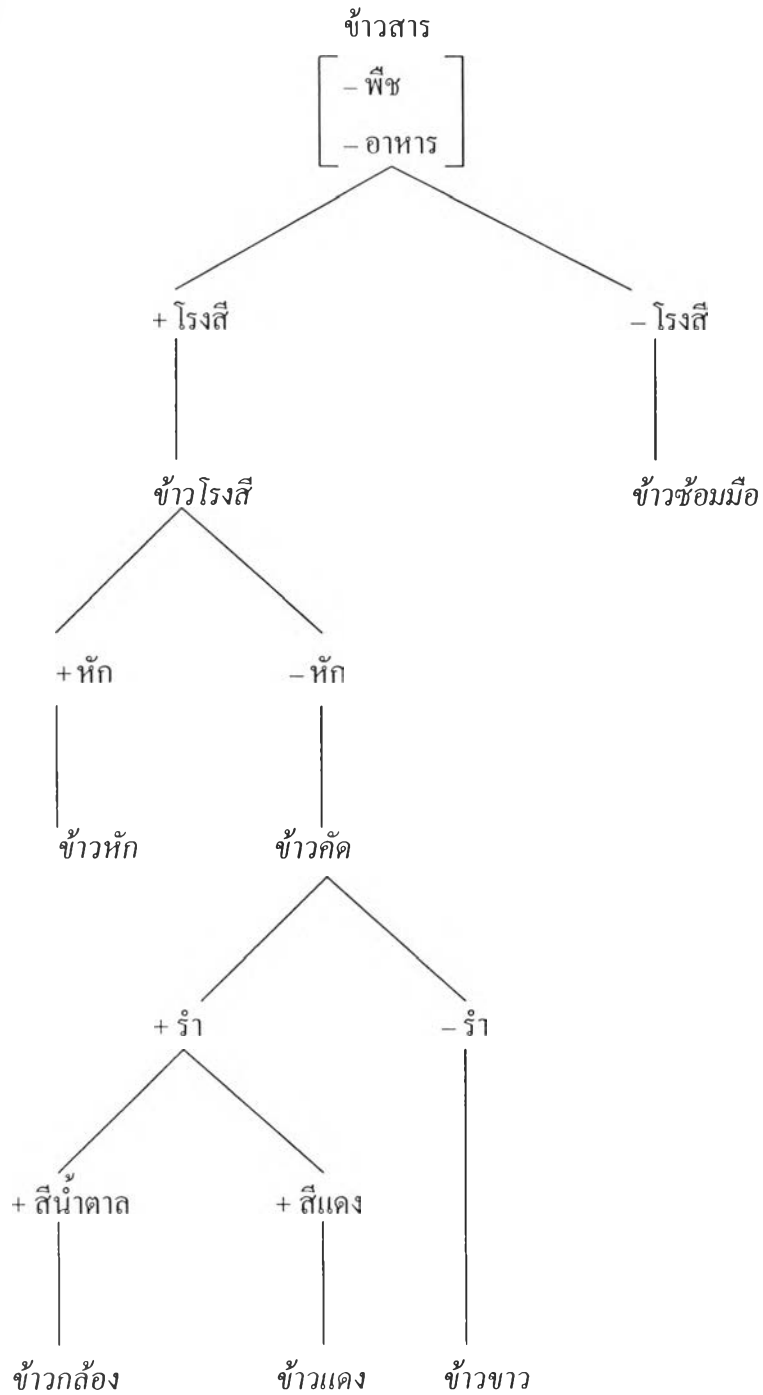 ข้าวสาร
– พืช
– อาหาร
+ โรงสี – โรงสี
ข้าวโรงสี ข้าวซ้อมมือ
+ หัก – หัก
ข้าวหัก ข้าวคัด
+ รำ – รำ
+ สีน้ำตาล + สีแดง
ข้าวกล้อง ข้าวแดง ข้าวขาว